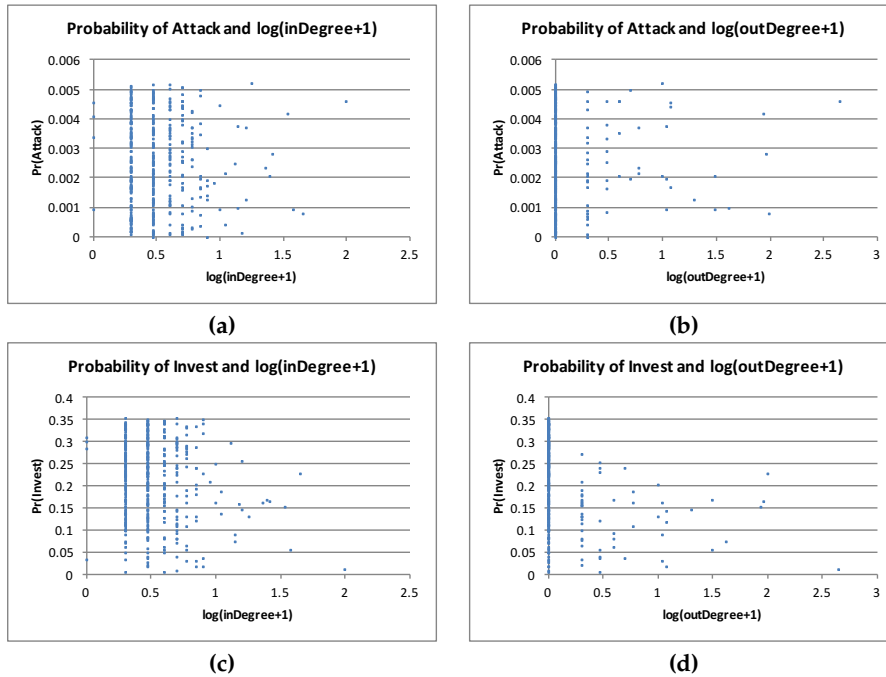 Probability of Attack and log(inDegree+1)
Pr(Attack)
0.006
0.005
0.004
0.003
0.002
0.001
0
0 0.5 1 1.5 2 2.5
log(inDegree+1)
(a)
Probability of Attack and log(outDegree+1)
Pr(Attack)
0.006
0.005
0.004
0.003
0.002
0.001
0
0 0.5 1 1.5 2 2.5 3
log(outDegree+1)
(b)
Probability of Invest and log(inDegree+1)
Pr(Invest)
0.4
0.35
0.3
0.25
0.2
0.15
0.1
0.05
0
0 0.5 1 1.5 2 2.5
log(inDegree+1)
(c)
Probability of Invest and log(outDegree+1)
Pr(Invest)
0.4
0.35
0.3
0.25
0.2
0.15
0.1
0.05
0
0 0.5 1 1.5 2 2.5 3
log(outDegree+1)
(d)